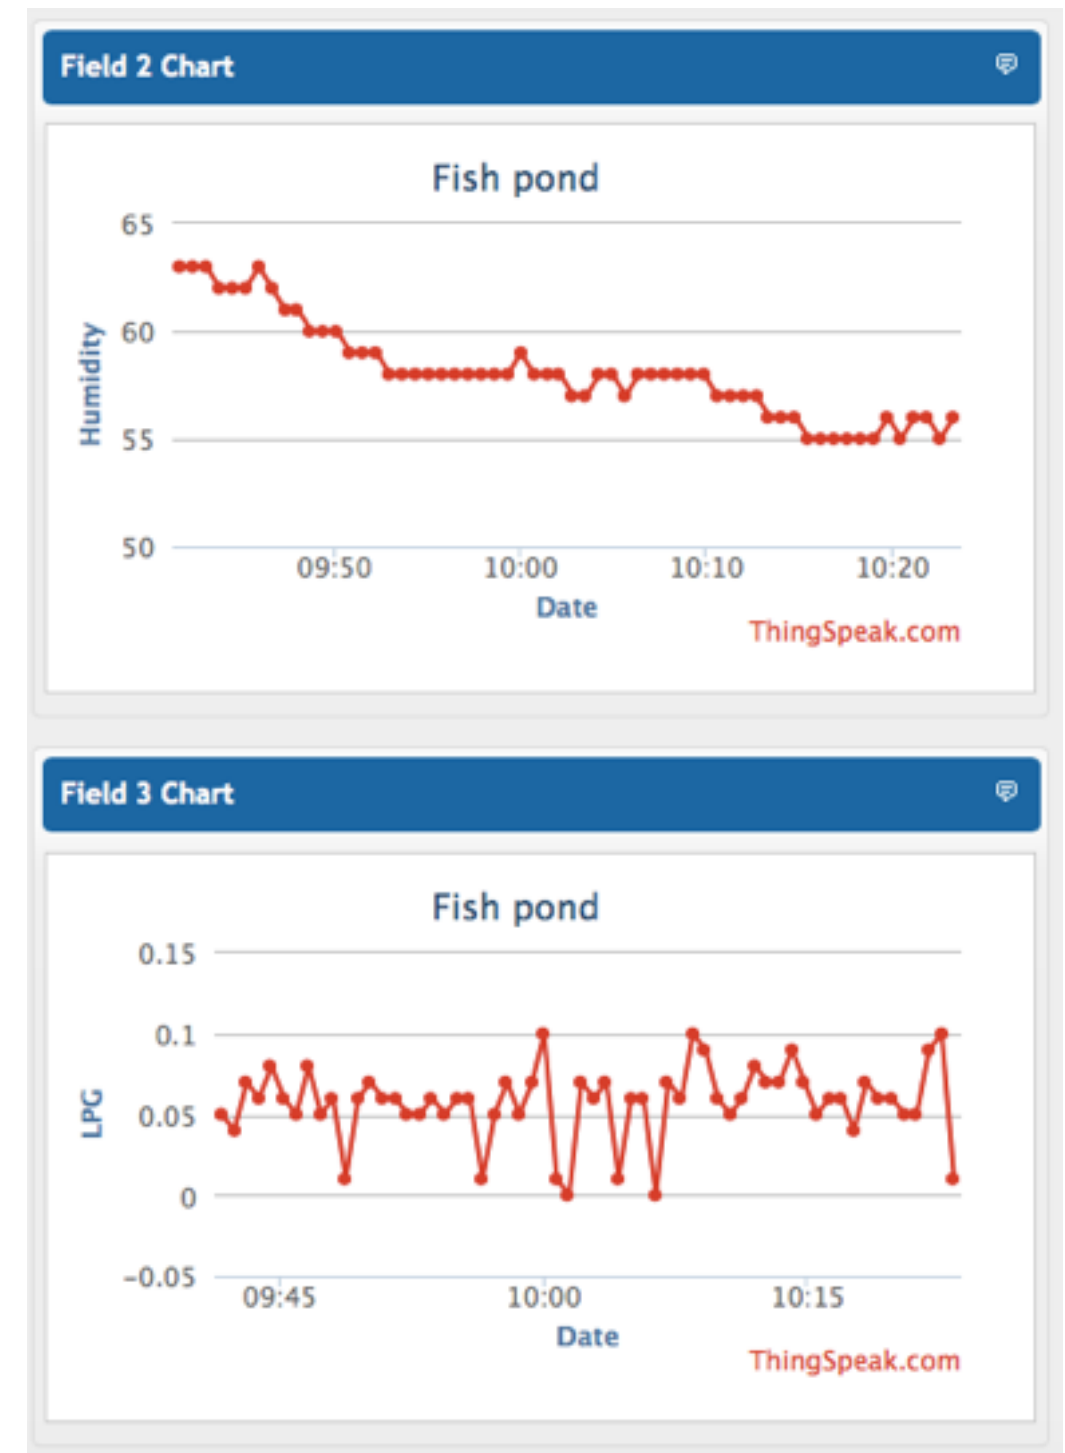 Field 2 Chart
Fish pond
65
60
55
50
Humidity
09:50 10:00 10:10 10:20
Date
ThingSpeak.com
Field 3 Chart
Fish pond
0.15
0.1
0.05
0
−0.05
LPG
09:45 10:00 10:15
Date
ThingSpeak.com